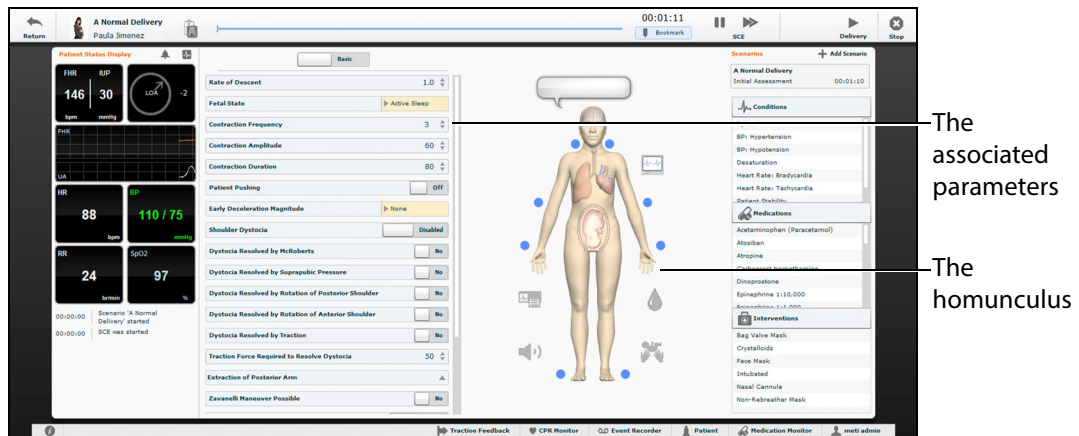 Return
A Normal Delivery
Paula Jimenez
00:01:11
Bookmark
SCE
Delivery
Stop
Patient Status Display
FHR IUP
146 30
bpm mmHg
LOA -2
FHR
UA
HR
88
bpm
BP
110 / 75
mmHg
RR
24
br/min
SpO2
97
%
00:00:00 Scenario 'A Normal
Delivery' started
00:00:00 SCE was started
Basic
Rate of Descent 1.0
Fetal State Active Sleep
Contraction Frequency 3
Contraction Amplitude 60
Contraction Duration 80
Patient Pushing Off
Early Deceleration Magnitude None
Shoulder Dystocia Disabled
Dystocia Resolved by McRoberts No
Dystocia Resolved by Suprapubic Pressure No
Dystocia Resolved by Rotation of Posterior Shoulder No
Dystocia Resolved by Rotation of Anterior Shoulder No
Dystocia Resolved by Traction No
Traction Force Required to Resolve Dystocia 50
Extraction of Posterior Arm
Zavanelli Maneuver Possible No
Scenarios Add Scenario
A Normal Delivery
Initial Assessment 00:01:10
Conditions
BP: Hypertension
BP: Hypotension
Desaturation
Heart Rate: Bradycardia
Heart Rate: Tachycardia
Patient Stability
Medications
Acetaminophen (Paracetamol)
Atosiban
Atropine
Carboprost tromethamine
Dinoprostone
Epinephrine 1:10,000
Epinephrine 1:1,000
Interventions
Bag Valve Mask
Crystalloids
Face Mask
Intubated
Nasal Cannula
Non-Rebreather Mask
The
associated
parameters
The
homunculus
Traction Feedback CPR Monitor Event Recorder Patient Medication Monitor meti admin